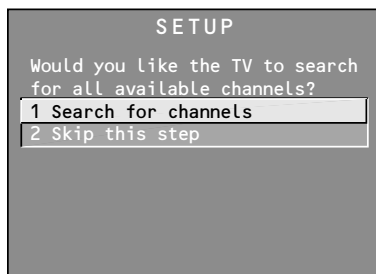 SETUP
Would you like the TV to search
for all available channels?
1 Search for channels
2 Skip this step